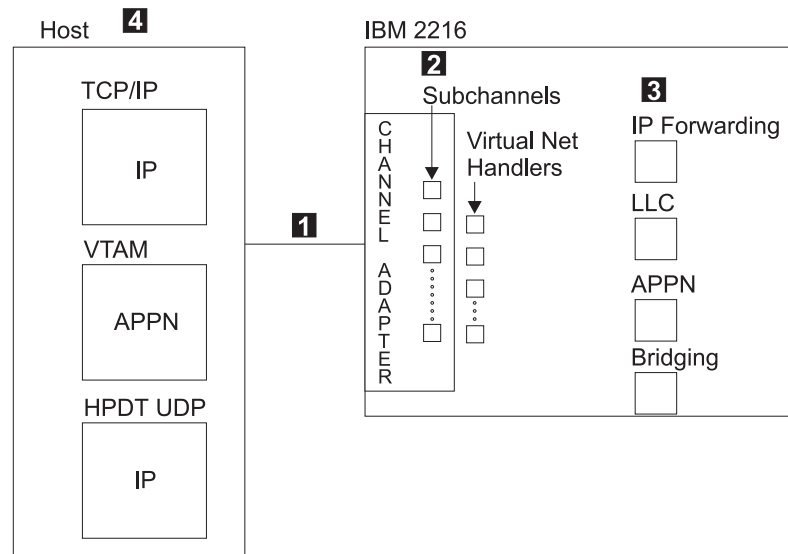 Host 4
TCP/IP
IP
VTAM
APPN
HPDT UDP
IP
1
IBM 2216
2
Subchannels
CHANNEL ADAPTER
Virtual Net
Handlers
3
IP Forwarding
LLC
APPN
Bridging